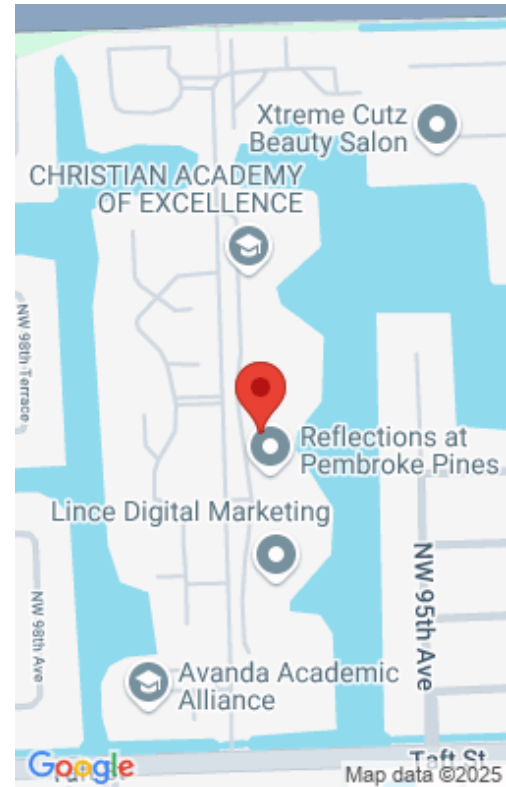 Xtreme Cutz
Beauty Salon
CHRISTIAN ACADEMY
OF EXCELLENCE
NW 98th Terrace
Reflections at
Pembroke Pines
Lince Digital Marketing
NW 95th Ave
NW 98th Ave
Avanda Academic
Alliance
Taft St
Google
Map data ©2025